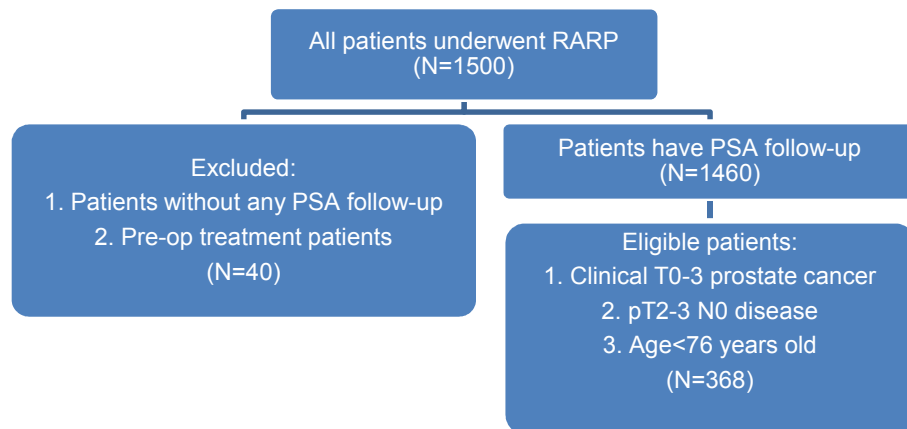 All patients underwent RARP
(N=1500)
Excluded:
1. Patients without any PSA follow-up
2. Pre-op treatment patients
(N=40)
Patients have PSA follow-up
(N=1460)
Eligible patients:
1. Clinical T0-3 prostate cancer
2. pT2-3 N0 disease
3. Age<76 years old
(N=368)